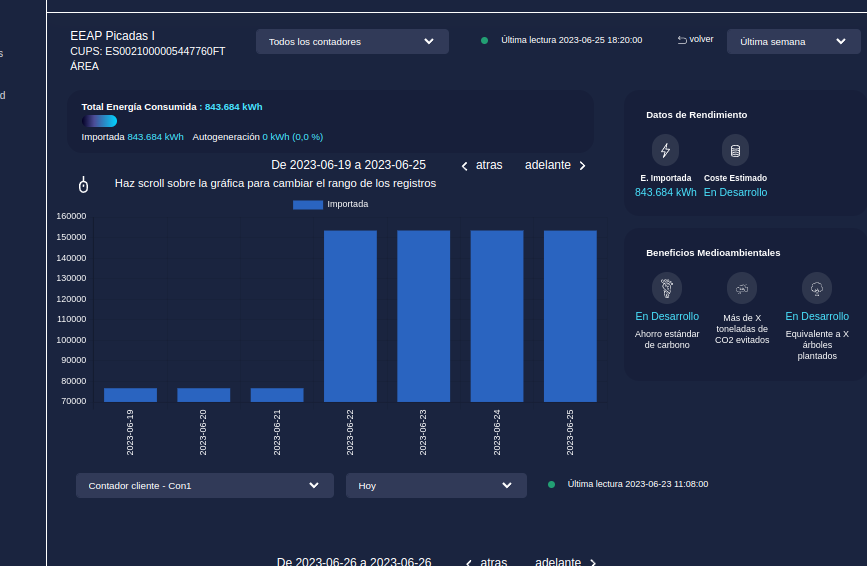 s
d
EEAP Picadas I
CUPS: ES0021000005447760FT
ÁREA
Todos los contadores
Última lectura 2023-06-25 18:20:00
volver
Última semana
Total Energía Consumida : 843.684 kWh
Importada 843.684 kWh Autogeneración 0 kWh (0,0 %)
De 2023-06-19 a 2023-06-25
atras
adelante
Haz scroll sobre la gráfica para cambiar el rango de los registros
Importada
160000
150000
140000
130000
120000
110000
100000
90000
80000
70000
2023-06-19
2023-06-20
2023-06-21
2023-06-22
2023-06-23
2023-06-24
2023-06-25
Datos de Rendimiento
E. Importada
843.684 kWh
Coste Estimado
En Desarrollo
Beneficios Medioambientales
En Desarrollo
Ahorro estándar
de carbono
Más de X
toneladas de
CO2 evitados
En Desarrollo
Equivalente a X
árboles
plantados
Contador cliente - Con1
Hoy
Última lectura 2023-06-23 11:08:00
De 2023-06-26 a 2023-06-26
atras
adelante